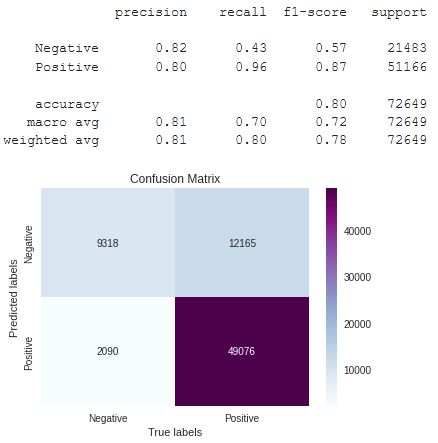 precision recall f1-score support
Negative 0.82 0.43 0.57 21483
Positive 0.80 0.96 0.87 51166
accuracy 0.80 72649
macro avg 0.81 0.70 0.72 72649
weighted avg 0.81 0.80 0.78 72649
Confusion Matrix
Predicted labels
Negative
9318 12165
Positive
2090 49076
Negative Positive
True labels
40000
30000
20000
10000